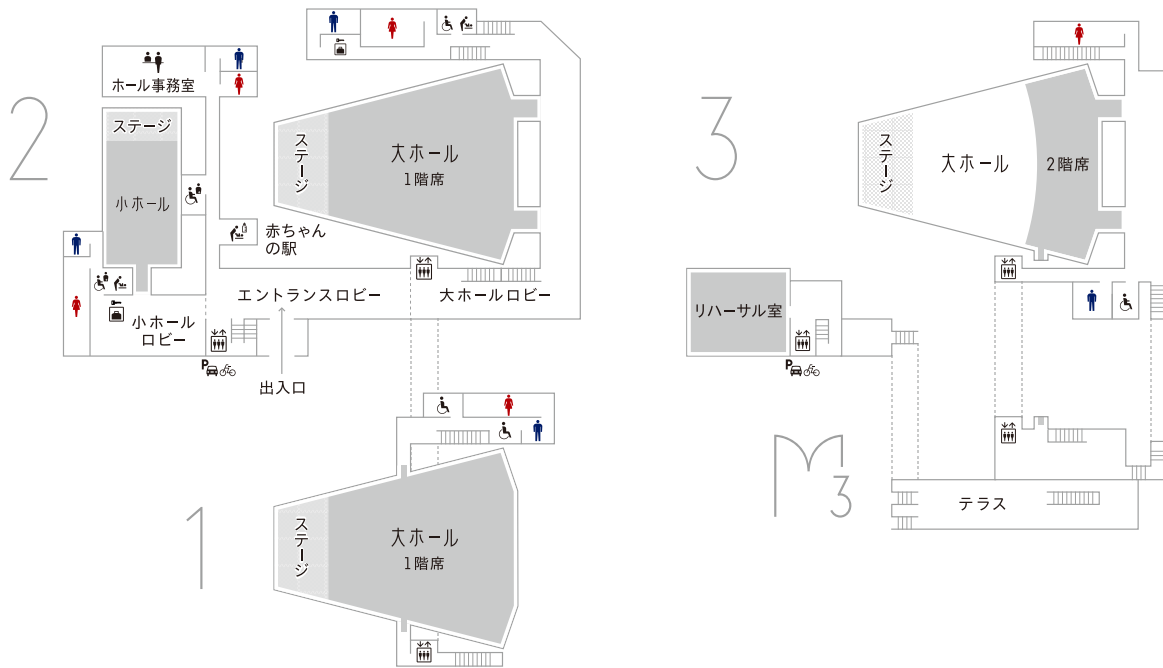 2
ホール事務室
ステージ
小ホール
ステージ
大ホール
1階席
赤ちゃん
の駅
エントランスロビー
大ホールロビー
小ホール
ロビー
P
出入口
1
ステージ
大ホール
1階席
3
ステージ
大ホール
2階席
リハーサル室
P
M3
テラス